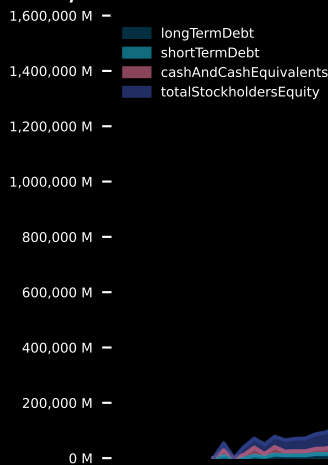 1,600,000 M
longTermDebt
shortTermDebt
1,400,000 M
cashAndCashEquivalents
totalStockholdersEquity
1,200,000 M
1,000,000 M
800,000 M
600,000 M
400,000 M
200,000 M
0 M